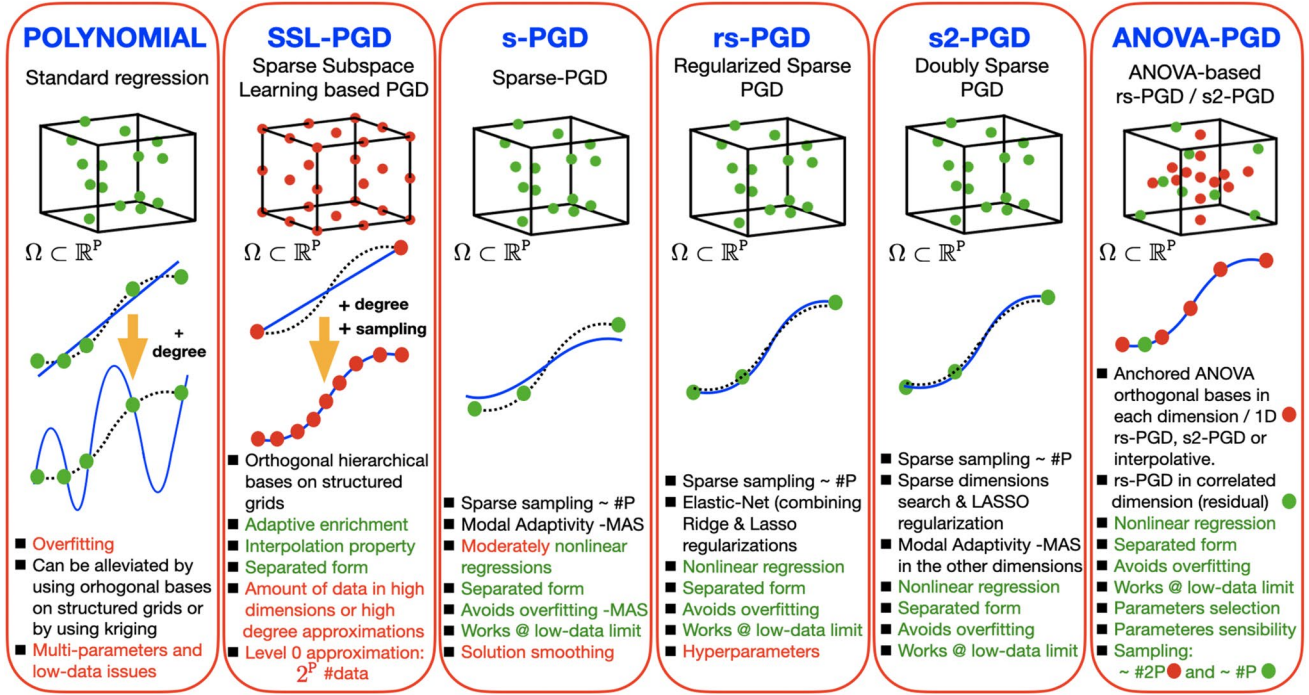 POLYNOMIAL
Standard regression
Ω ⊂ ℝᴾ
+
degree
■ Overfitting
■ Can be alleviated by
using orhogonal bases
on structured grids or
by using kriging
■ Multi-parameters and
low-data issues
SSL-PGD
Sparse Subspace
Learning based PGD
Ω ⊂ ℝᴾ
+ degree
+ sampling
■ Orthogonal hierarchical
bases on structured
grids
■ Adaptive enrichment
■ Interpolation property
■ Separated form
■ Amount of data in high
dimensions or high
degree approximations
■ Level 0 approximation:
2ᴾ #data
s-PGD
Sparse-PGD
Ω ⊂ ℝᴾ
■ Sparse sampling ~ #P
■ Modal Adaptivity -MAS
■ Moderately nonlinear
regressions
■ Separated form
■ Avoids overfitting -MAS
■ Works @ low-data limit
■ Solution smoothing
rs-PGD
Regularized Sparse
PGD
Ω ⊂ ℝᴾ
■ Sparse sampling ~ #P
■ Elastic-Net (combining
Ridge & Lasso
regularizations
■ Nonlinear regression
■ Separated form
■ Avoids overfitting
■ Works @ low-data limit
■ Hyperparameters
s2-PGD
Doubly Sparse
PGD
Ω ⊂ ℝᴾ
■ Sparse sampling ~ #P
■ Sparse dimensions
search & LASSO
regularization
■ Modal Adaptivity -MAS
in the other dimensions
■ Nonlinear regression
■ Separated form
■ Avoids overfitting
■ Works @ low-data limit
ANOVA-PGD
ANOVA-based
rs-PGD / s2-PGD
Ω ⊂ ℝᴾ
■ Anchored ANOVA
orthogonal bases in
each dimension / 1D
rs-PGD, s2-PGD or
interpolative.
■ rs-PGD in correlated
dimension (residual)
■ Nonlinear regression
■ Separated form
■ Avoids overfitting
■ Works @ low-data limit
■ Parameters selection
■ Parameteres sensibility
■ Sampling:
~ #2P and ~ #P